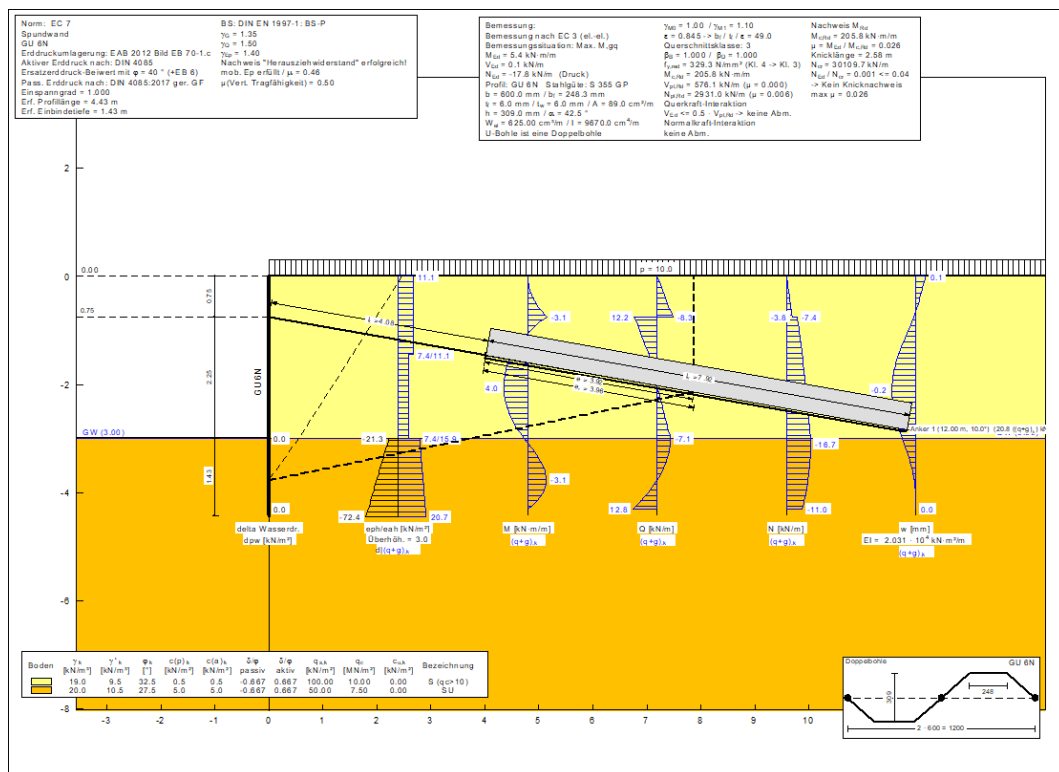 Norm: EC 7
Spundwand
GU 6N
Erddruckumlagerung: EAB 2012 Bild EB 70-1.c
Aktiver Erddruck nach: DIN 4085
Ersatzerddruck-Beiwert mit φ = 40 ° (+EB 6)
Pass. Erddruck nach: DIN 4085:2017 ger. GF
Einspanngrad = 1.000
Erf. Profillänge = 4.43 m
Erf. Einbindetiefe = 1.43 m
BS: DIN EN 1997-1: BS-P
γG = 1.35
γQ = 1.50
γEp = 1.40
Nachweis "Herausziehwiderstand" erfolgreich!
mob. Ep erfüllt / μ = 0.46
μ(Vert. Tragfähigkeit) = 0.50
Bemessung:
Bemessung nach EC 3 (el.-el.)
Bemessungssituation: Max. M,gq
MEd = 5.4 kN·m/m
VEd = 0.1 kN/m
NEd = -17.8 kN/m (Druck)
Profil: GU 6N Stahlgüte: S 355 GP
b = 600.0 mm / bf = 248.3 mm
tf = 6.0 mm / tw = 6.0 mm / A = 89.0 cm²/m
h = 309.0 mm / α = 42.5 °
Wel = 625.00 cm³/m / I = 9670.0 cm⁴/m
U-Bohle ist eine Doppelbohle
γM0 = 1.00 / γM1 = 1.10
ε = 0.845 -> bf / tf / ε = 49.0
Querschnittsklasse: 3
βB = 1.000 / βD = 1.000
fy,red = 329.3 N/mm² (Kl. 4 -> Kl. 3)
Mc,Rd = 205.8 kN·m/m
Vpl,Rd = 576.1 kN/m (μ = 0.000)
Npl,Rd = 2931.0 kN/m (μ = 0.006)
Querkraft-Interaktion
VEd <= 0.5 · Vpl,Rd -> keine Abm.
Normalkraft-Interaktion
keine Abm.
Nachweis MRd
Mc,Rd = 205.8 kN·m/m
μ = MEd / Mc,Rd = 0.026
Knicklänge = 2.58 m
Ncr = 30109.7 kN/m
NEd / Ncr = 0.001 <= 0.04
-> Kein Knicknachweis
max μ = 0.026
2
0
-2
-4
-6
-8
0.00
0.75
GW (3.00)
0.75
2.25
1.43
GU6N
p = 10.0
11.1
7.4/11.1
-21.3
7.4/15.9
-72.4
20.7
0.0
0.0
-3.1
4.0
-3.1
12.2
-8.3
-7.1
12.8
-3.8
-7.4
-16.7
-11.0
0.1
-0.2
0.0
L = 7.92
Anker 1 (12.00 m, 10.0°) (20.8 ((q+g),k) k
delta Wasserdr.
dpw [kN/m²]
eph/eah [kN/m²]
Überhöh. = 3.0
d|(q+g),k
M [kN·m/m]
(q+g),k
Q [kN/m]
(q+g),k
N [kN/m]
(q+g),k
w [mm]
EI = 2.031 · 10⁴ kN·m²/m
(q+g),k
-3 -2 -1 0 1 2 3 4 5 6 7 8 9 10
Boden γk [kN/m³] γ'k [kN/m³] φk [°] c(p)k [kN/m²] c(a)k [kN/m²] δ/φ passiv δ/φ aktiv qs,k [kN/m²] qc [MN/m²] cu,k [kN/m²] Bezeichnung
19.0 9.5 32.5 0.5 0.5 -0.667 0.667 100.00 10.00 0.00 S (qc>10)
20.0 10.5 27.5 5.0 5.0 -0.667 0.667 50.00 7.50 0.00 SU
Doppelbohle GU 6N
309
248
2 · 600 = 1200